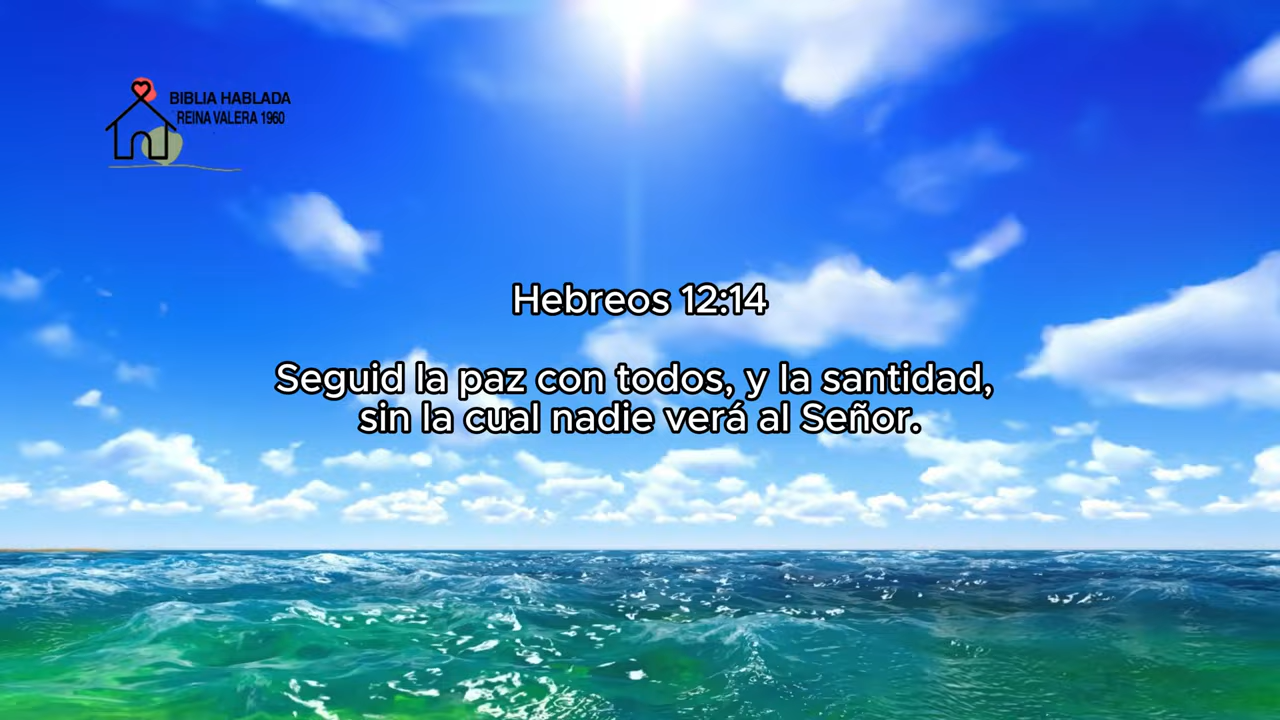 BIBLIA HABLADA
REINA VALERA 1960
Hebreos 12:14
Seguid la paz con todos, y la santidad,
sin la cual nadie verá al Señor.